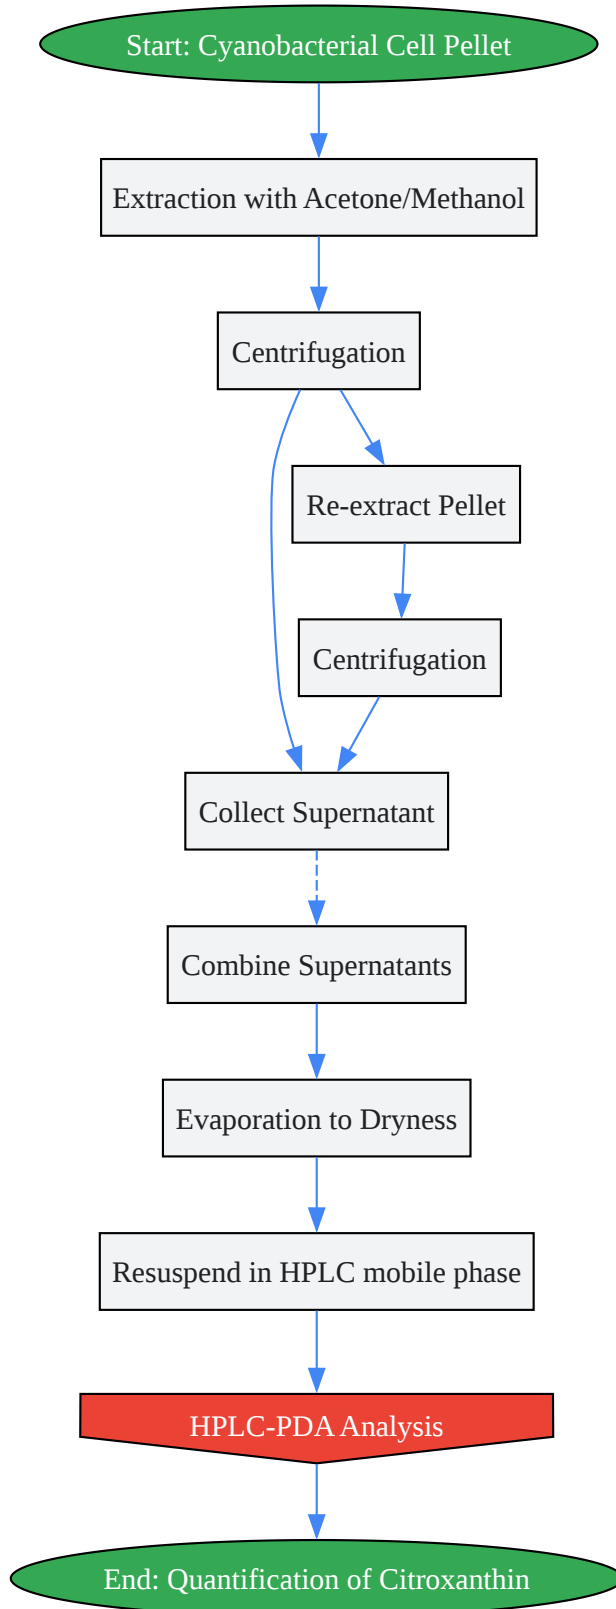 Start: Cyanobacterial Cell Pellet
Extraction with Acetone/Methanol
Centrifugation
Re-extract Pellet
Centrifugation
Collect Supernatant
Combine Supernatants
Evaporation to Dryness
Resuspend in HPLC mobile phase
HPLC-PDA Analysis
End: Quantification of Citroxanthin